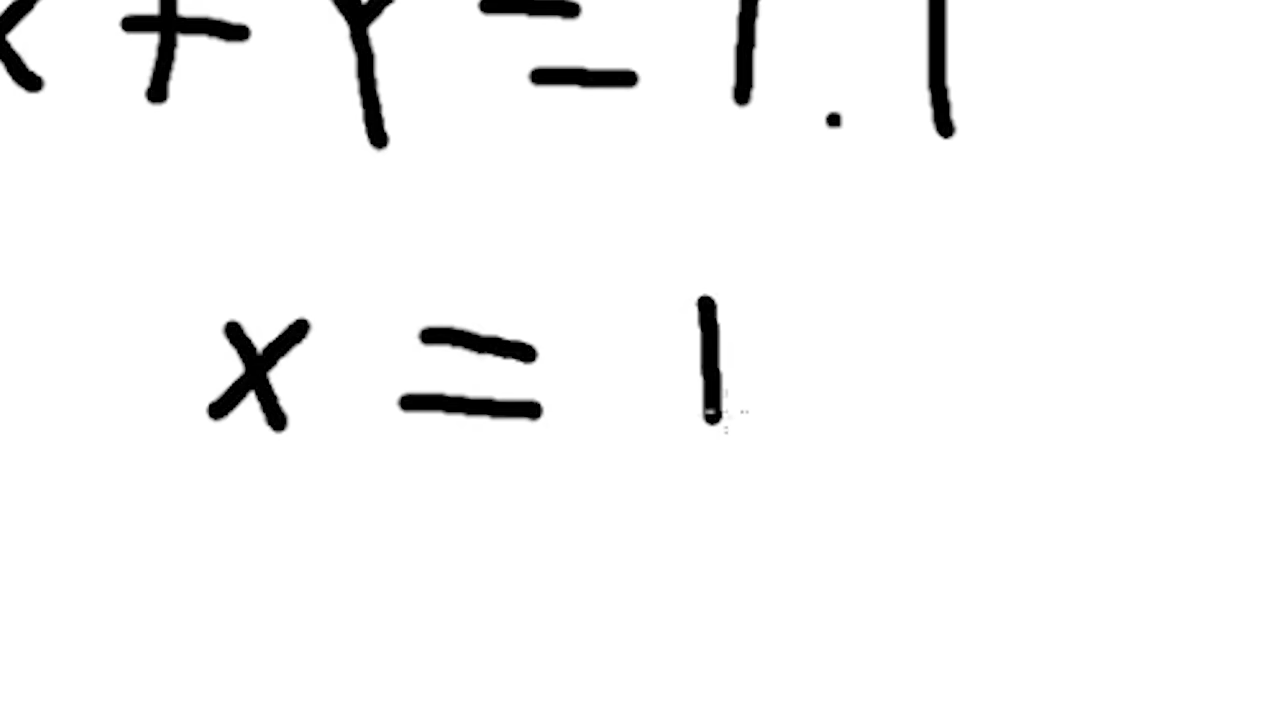 x + y = 1.1
x = 1